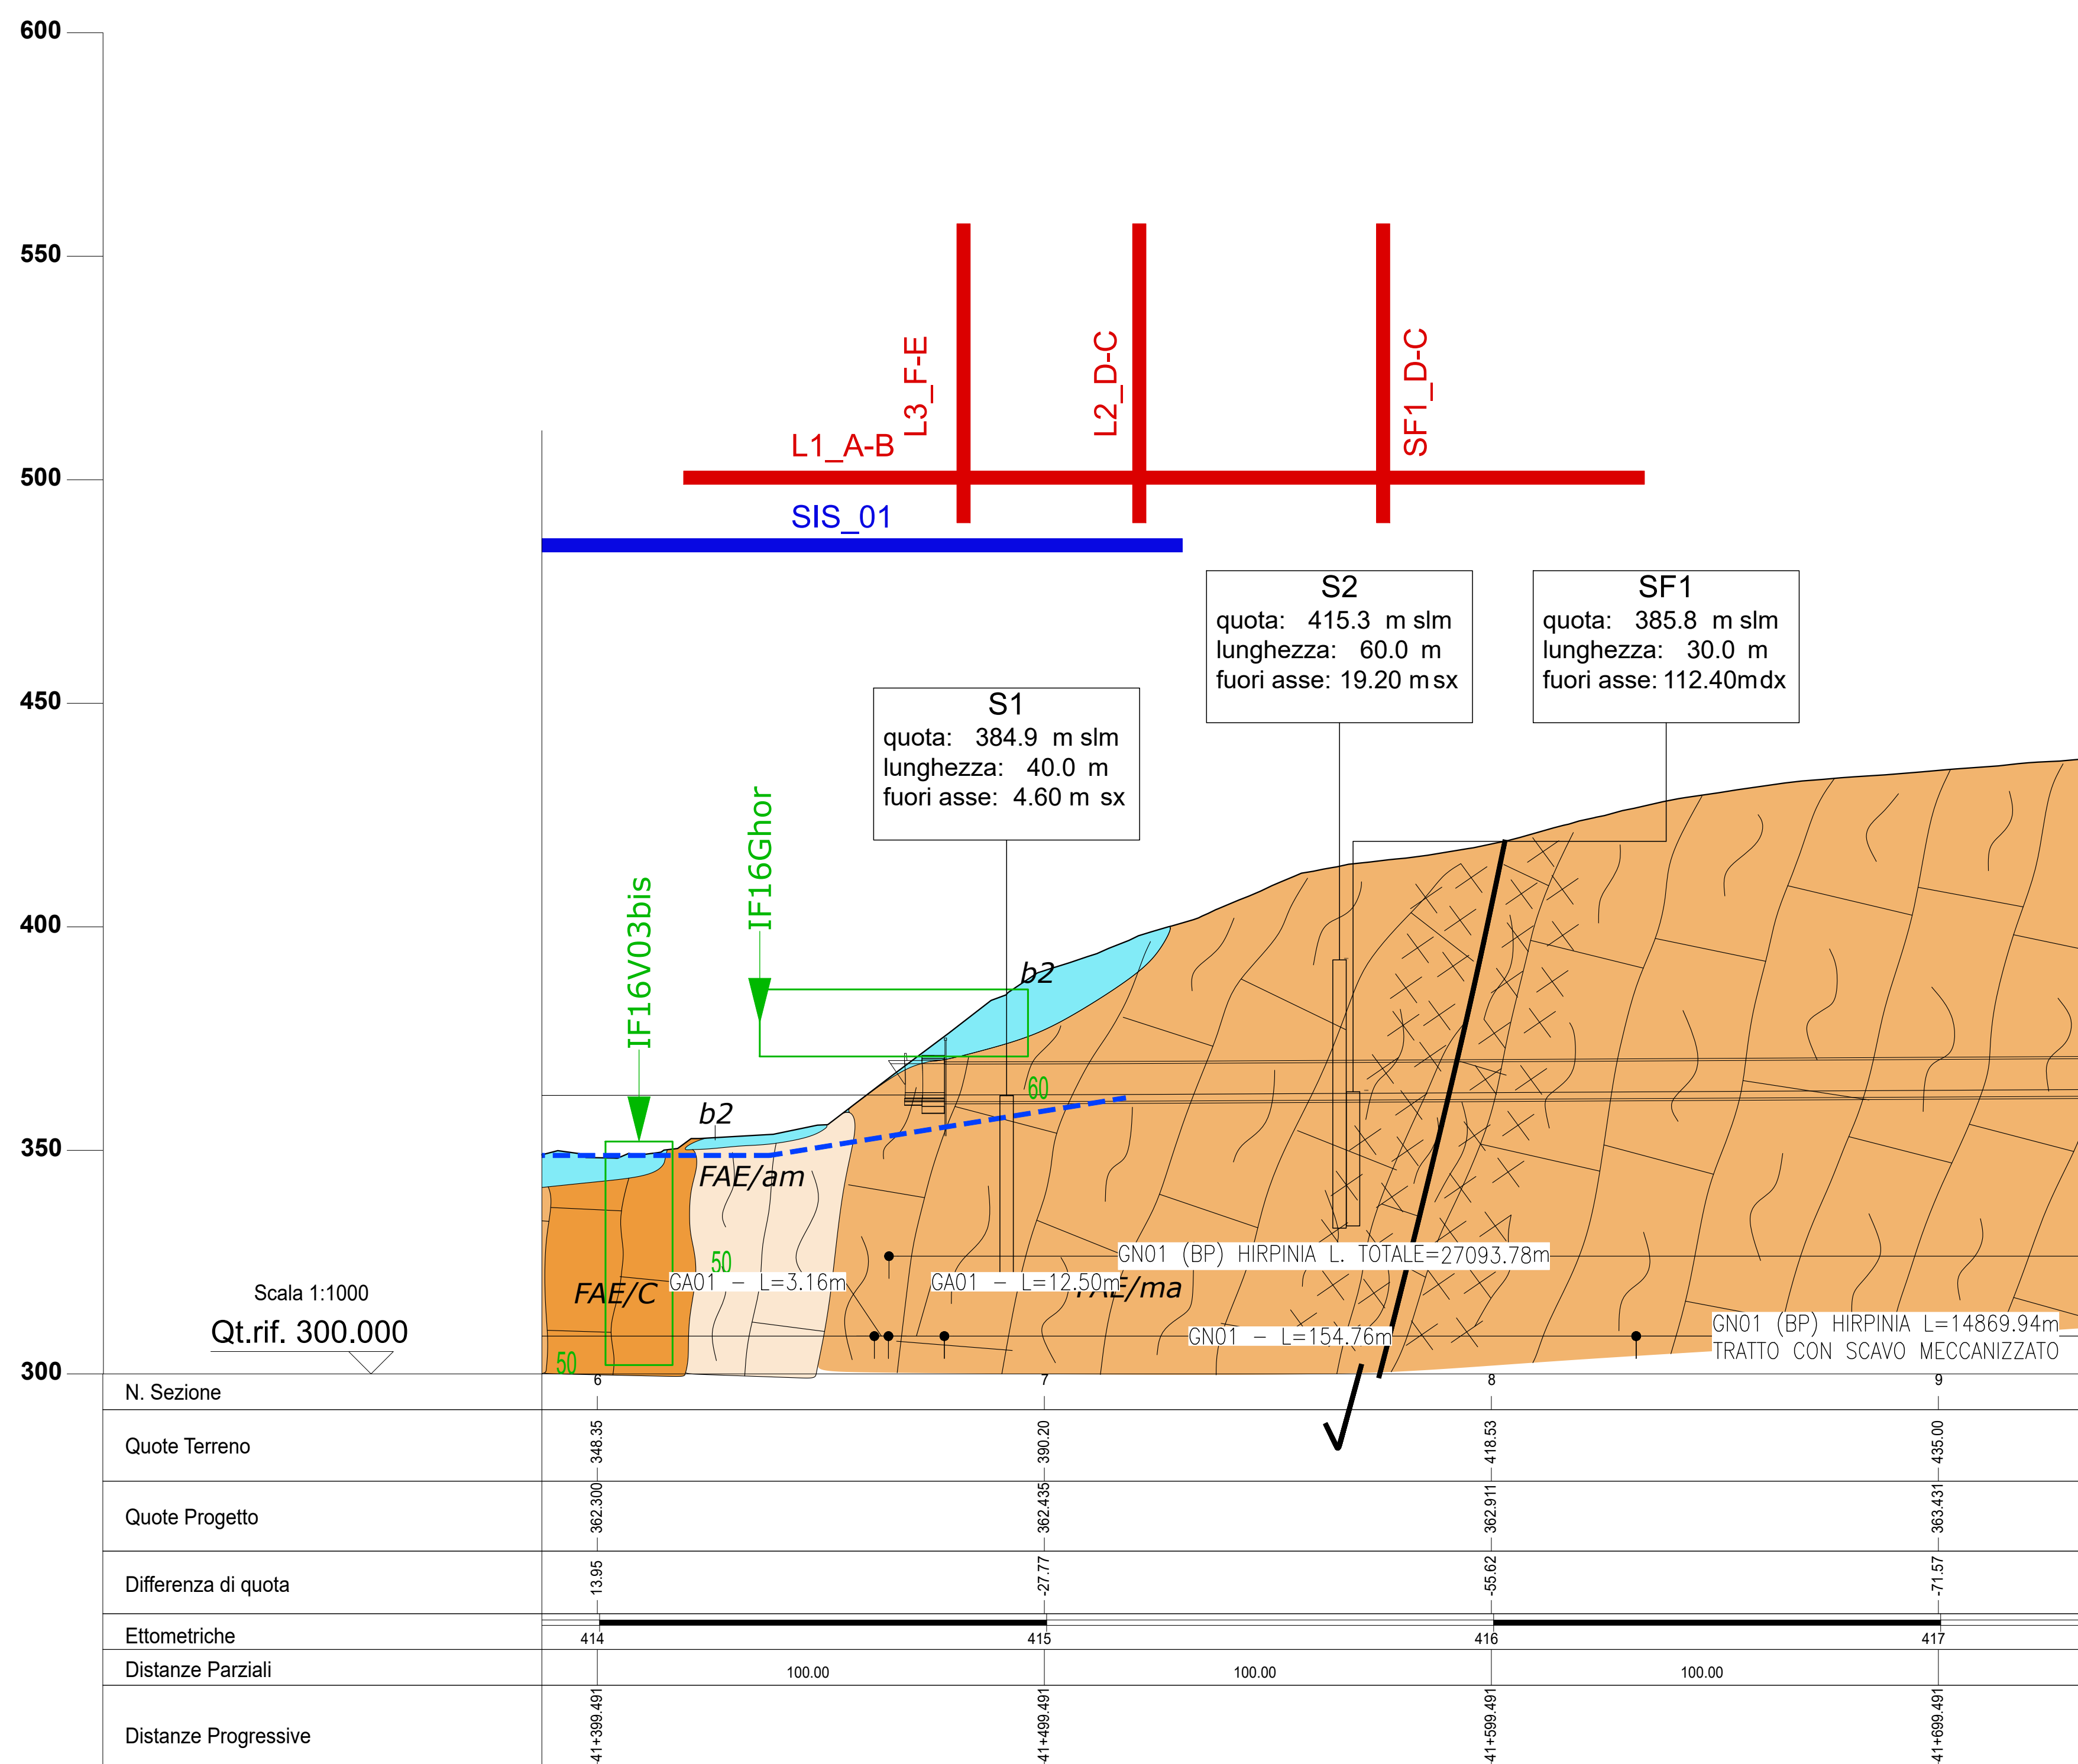 600
550
500
450
400
350
300
L3_F-E
L2_D-C
SF1_D-C
L1_A-B
SIS_01
S2
quota: 415.3 m slm
lunghezza: 60.0 m
fuori asse: 19.20 m sx
SF1
quota: 385.8 m slm
lunghezza: 30.0 m
fuori asse: 112.40m dx
S1
quota: 384.9 m slm
lunghezza: 40.0 m
fuori asse: 4.60 m sx
IF16V03bis
IF16Ghor
b2
60
b2
FAE/am
50
FAE/C
50
GN01 (BP) HIRPINIA L. TOTALE=27093.78m
GA01 - L=3.16m
GA01 - L=12.50m
FAE/ma
GN01 - L=154.76m
GN01 (BP) HIRPINIA L=14869.94m
TRATTO CON SCAVO MECCANIZZATO
Scala 1:1000
Qt.rif. 300.000
N. Sezione 6 7 8 9
Quote Terreno 348.35 390.20 418.53 435.00
Quote Progetto 362.300 362.435 362.911 363.431
Differenza di quota 13.95 -27.77 -55.62 -71.57
Ettometriche 414 415 416 417
Distanze Parziali 100.00 100.00 100.00
Distanze Progressive 41+399.491 41+499.491 41+599.491 41+699.491